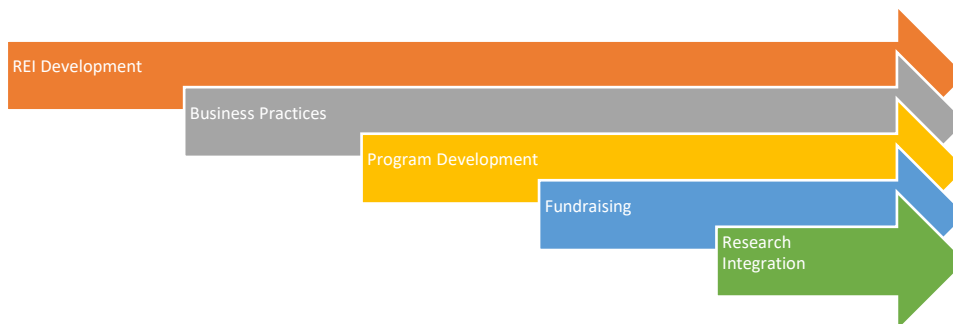 REI Development
Business Practices
Program Development
Fundraising
Research
Integration